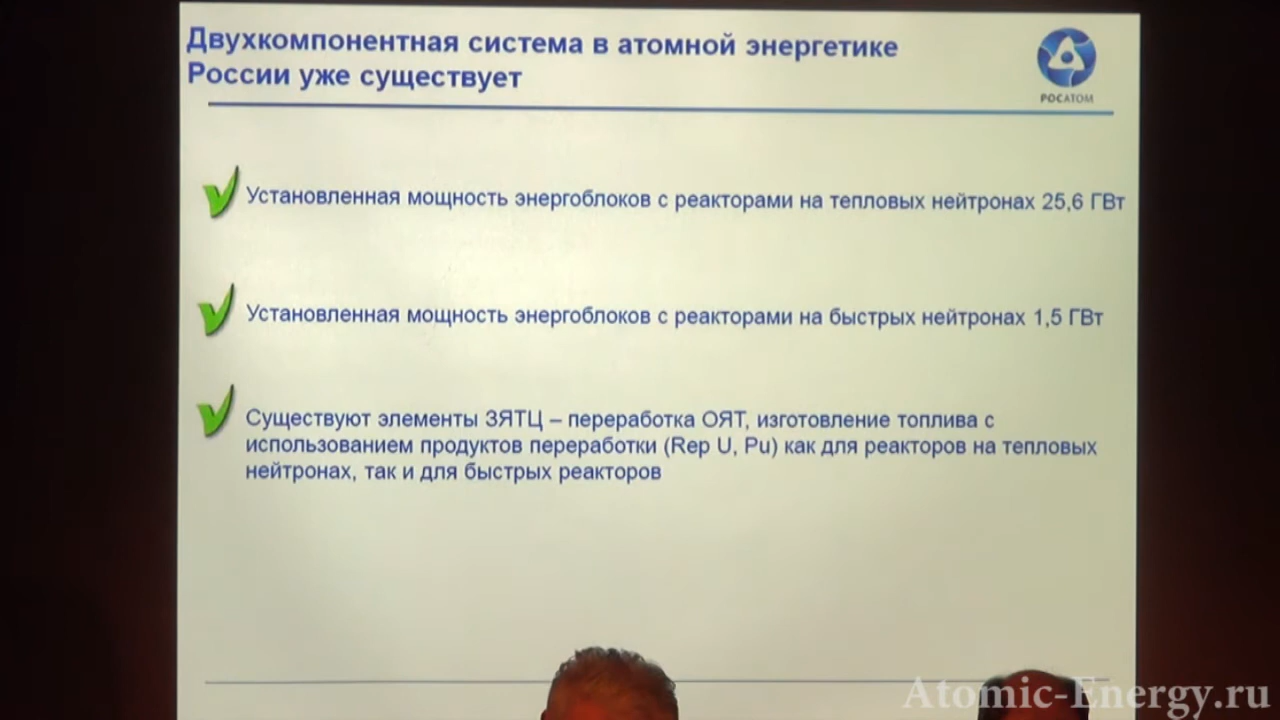 Двухкомпонентная система в атомной энергетике
России уже существует
РОСАТОМ
Установленная мощность энергоблоков с реакторами на тепловых нейтронах 25,6 ГВт
Установленная мощность энергоблоков с реакторами на быстрых нейтронах 1,5 ГВт
Существуют элементы ЗЯТЦ – переработка ОЯТ, изготовление топлива с
использованием продуктов переработки (Rep U, Pu) как для реакторов на тепловых
нейтронах, так и для быстрых реакторов
Atomic-Energy.ru